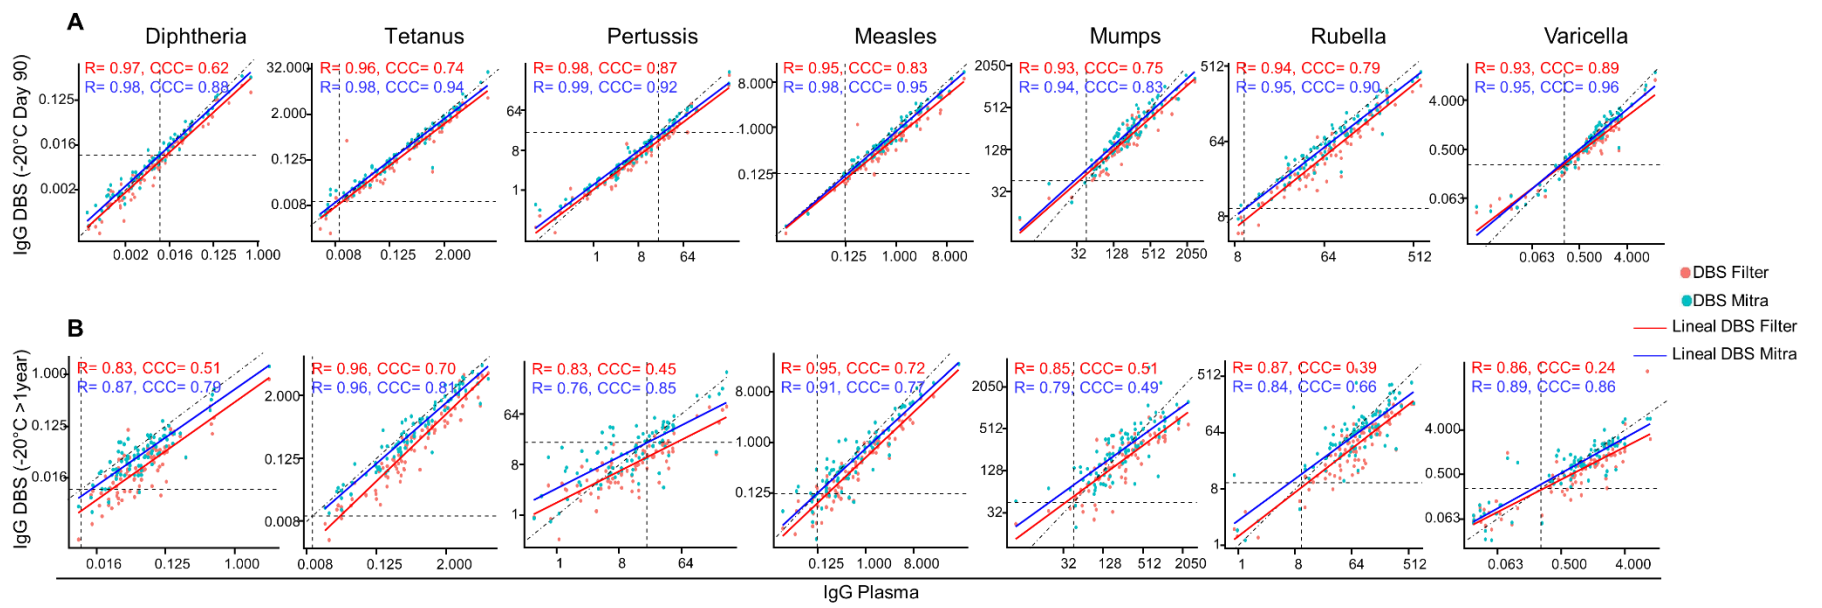 A
Diphtheria Tetanus Pertussis Measles Mumps Rubella Varicella
IgG DBS (-20°C Day 90)
R= 0.97, CCC= 0.62
R= 0.98, CCC= 0.88
0.125
0.016
0.002
0.002 0.016 0.125 1.000
R= 0.96, CCC= 0.74
R= 0.98, CCC= 0.94
32.000
2.000
0.125
0.008
0.008 0.125 2.000
R= 0.98, CCC= 0.87
R= 0.99, CCC= 0.92
64
8
1
1 8 64
R= 0.95, CCC= 0.83
R= 0.98, CCC= 0.95
8.000
1.000
0.125
0.125 1.000 8.000
R= 0.93, CCC= 0.75
R= 0.94, CCC= 0.83
2050
512
128
32
32 128 512 2050
R= 0.94, CCC= 0.79
R= 0.95, CCC= 0.90
512
64
8
8 64 512
R= 0.93, CCC= 0.89
R= 0.95, CCC= 0.96
4.000
0.500
0.063
0.063 0.500 4.000
DBS Filter
DBS Mitra
Lineal DBS Filter
Lineal DBS Mitra
B
IgG DBS (-20°C >1year)
R= 0.83, CCC= 0.51
R= 0.87, CCC= 0.79
1.000
0.125
0.016
0.016 0.125 1.000
R= 0.96, CCC= 0.70
R= 0.96, CCC= 0.81
2.000
0.125
0.008
0.008 0.125 2.000
R= 0.83, CCC= 0.45
R= 0.76, CCC= 0.85
64
8
1
1 8 64
R= 0.95, CCC= 0.72
R= 0.91, CCC= 0.77
8.000
1.000
0.125
0.125 1.000 8.000
R= 0.85, CCC= 0.51
R= 0.79, CCC= 0.49
2050
512
128
32
32 128 512 2050
R= 0.87, CCC= 0.39
R= 0.84, CCC= 0.66
512
64
8
1
1 8 64 512
R= 0.86, CCC= 0.24
R= 0.89, CCC= 0.86
4.000
0.500
0.063
0.063 0.500 4.000
IgG Plasma